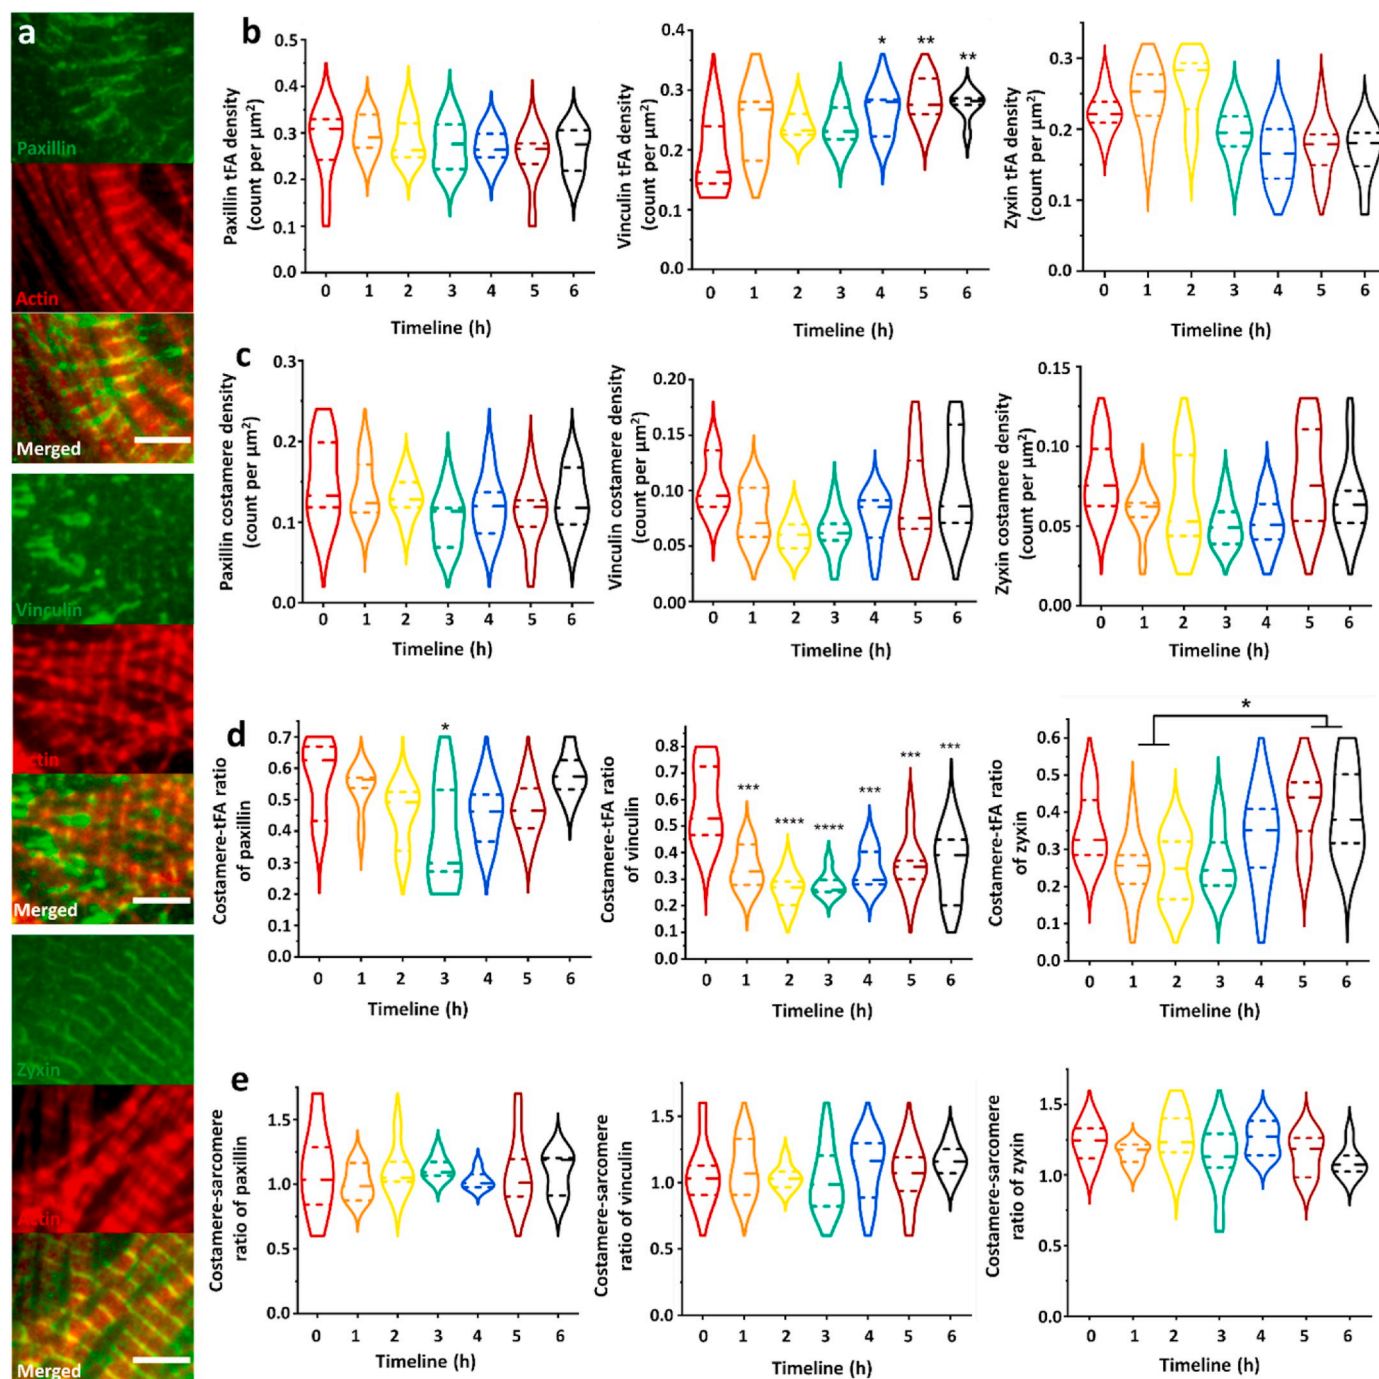 a
Paxillin
Actin
Merged
Vinculin
Actin
Merged
Zyxin
Actin
Merged
b
Paxillin tFA density
(count per μm²)
0.5
0.4
0.3
0.2
0.1
0.0
0 1 2 3 4 5 6
Timeline (h)
Vinculin tFA density
(count per μm²)
0.4
0.3
0.2
0.1
0.0
* ** **
0 1 2 3 4 5 6
Timeline (h)
Zyxin tFA density
(count per μm²)
0.3
0.2
0.1
0.0
0 1 2 3 4 5 6
Timeline (h)
c
Paxillin costamere density
(count per μm²)
0.3
0.2
0.1
0.0
0 1 2 3 4 5 6
Timeline (h)
Vinculin costamere density
(count per μm²)
0.20
0.15
0.10
0.05
0.00
0 1 2 3 4 5 6
Timeline (h)
Zyxin costamere density
(count per μm²)
0.15
0.10
0.05
0.00
0 1 2 3 4 5 6
Timeline (h)
d
Costamere-tFA ratio
of paxillin
0.7
0.6
0.5
0.4
0.3
0.2
0.1
0.0
*
0 1 2 3 4 5 6
Timeline (h)
Costamere-tFA ratio
of vinculin
0.8
0.7
0.6
0.5
0.4
0.3
0.2
0.1
0.0
*** **** **** *** *** ***
0 1 2 3 4 5 6
Timeline (h)
Costamere-tFA ratio
of zyxin
0.6
0.5
0.4
0.3
0.2
0.1
0.0
*
0 1 2 3 4 5 6
Timeline (h)
e
Costamere-sarcomere
ratio of paxillin
1.5
1.0
0.5
0.0
0 1 2 3 4 5 6
Timeline (h)
Costamere-sarcomere
ratio of vinculin
1.5
1.0
0.5
0.0
0 1 2 3 4 5 6
Timeline (h)
Costamere-sarcomere
ratio of zyxin
1.5
1.0
0.5
0.0
0 1 2 3 4 5 6
Timeline (h)